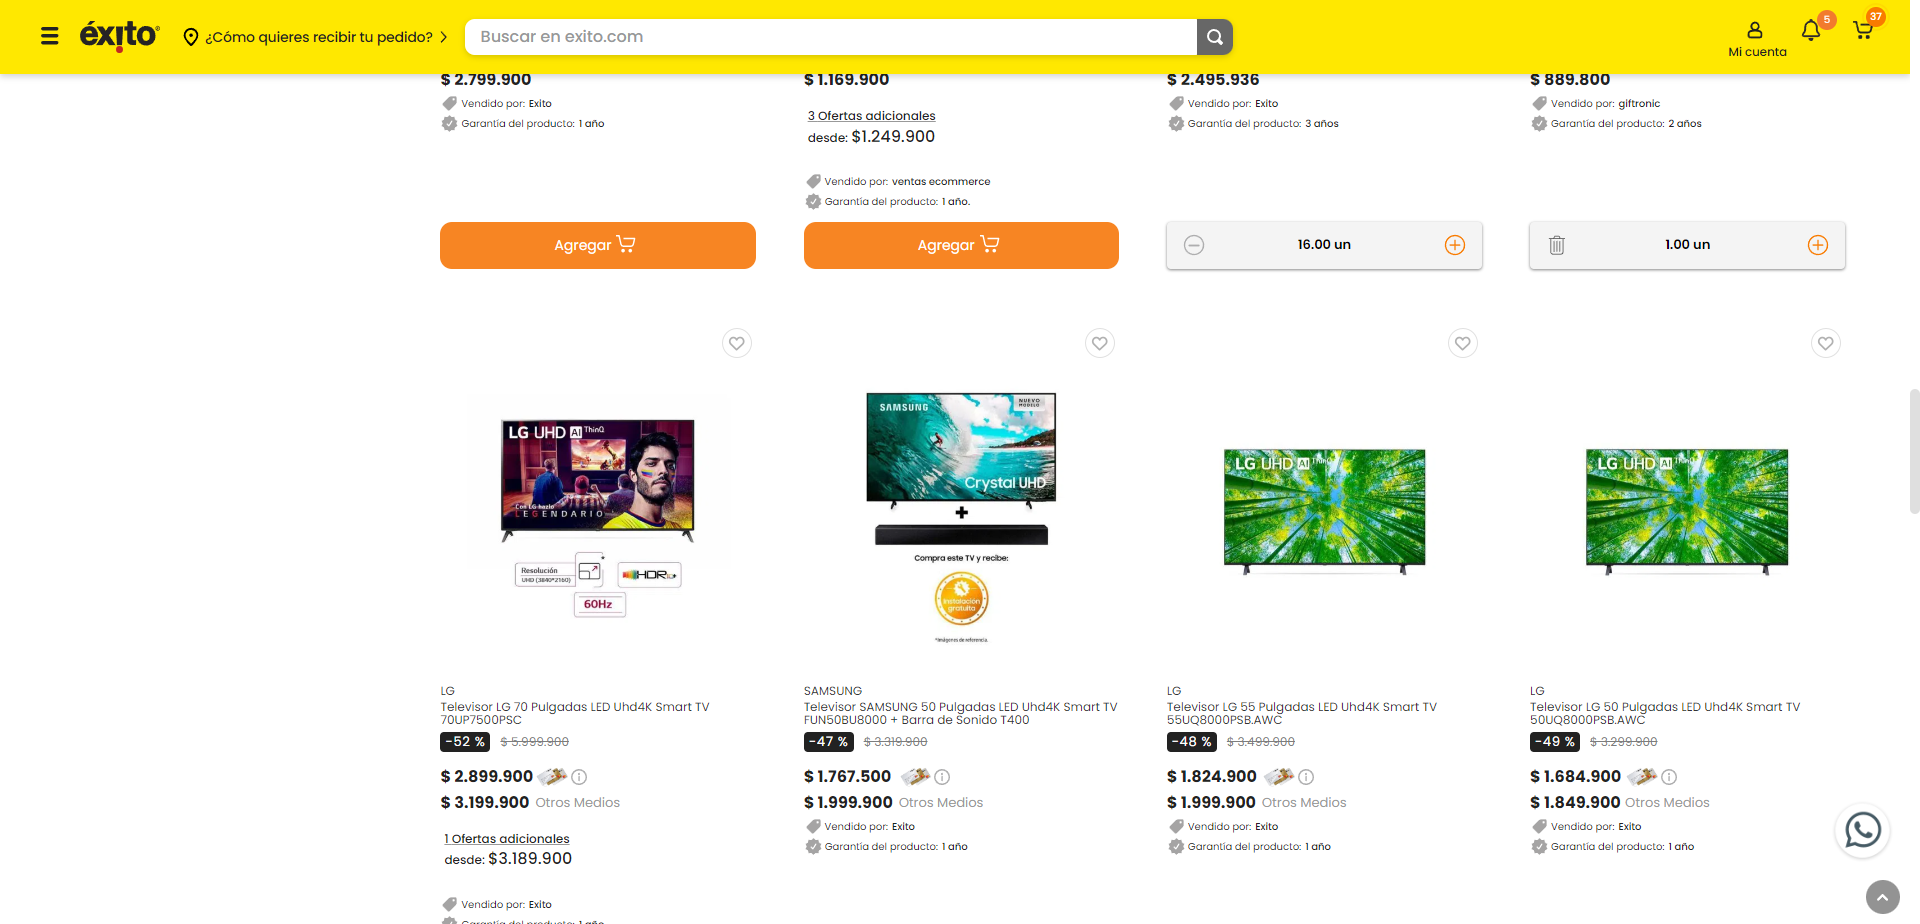 éxito
¿Cómo quieres recibir tu pedido?
Buscar en exito.com
Mi cuenta
5
37
$ 2.799.900
Vendido por: Exito
Garantía del producto: 1 año
Agregar
$ 1.169.900
3 Ofertas adicionales
desde: $1.249.900
Vendido por: ventas ecommerce
Garantía del producto: 1 año.
Agregar
$ 2.495.936
Vendido por: Exito
Garantía del producto: 3 años
16.00 un
$ 889.800
Vendido por: giftronic
Garantía del producto: 2 años
1.00 un
LG UHD AI ThinQ
Con LG hazlo
LEGENDARIO
Resolución
UHD (3840*2160)
HDR
60Hz
LG
Televisor LG 70 Pulgadas LED Uhd4K Smart TV
70UP7500PSC
-52 % $ 5.999.900
$ 2.899.900
$ 3.199.900 Otros Medios
1 Ofertas adicionales
desde: $3.189.900
Vendido por: Exito
Garantía del producto: 1 año
SAMSUNG
NUEVO
MODELO
Crystal UHD
+
Compra este TV y recibe:
instalación
gratuita
*Imágenes de referencia.
SAMSUNG
Televisor SAMSUNG 50 Pulgadas LED Uhd4K Smart TV
FUN50BU8000 + Barra de Sonido T400
-47 % $ 3.319.900
$ 1.767.500
$ 1.999.900 Otros Medios
Vendido por: Exito
Garantía del producto: 1 año
LG UHD AI ThinQ
LG
Televisor LG 55 Pulgadas LED Uhd4K Smart TV
55UQ8000PSB.AWC
-48 % $ 3.499.900
$ 1.824.900
$ 1.999.900 Otros Medios
Vendido por: Exito
Garantía del producto: 1 año
LG UHD AI ThinQ
LG
Televisor LG 50 Pulgadas LED Uhd4K Smart TV
50UQ8000PSB.AWC
-49 % $ 3.299.900
$ 1.684.900
$ 1.849.900 Otros Medios
Vendido por: Exito
Garantía del producto: 1 año